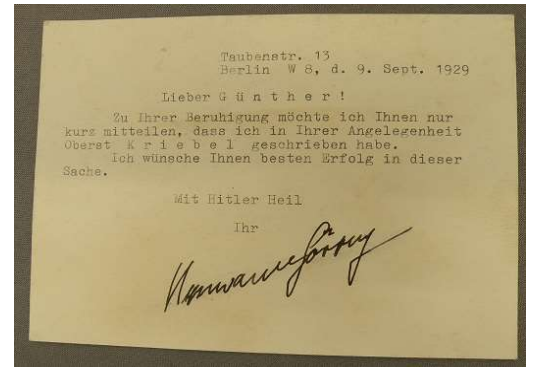 Taubenstr. 13
Berlin W 8, d. 9. Sept. 1929
Lieber G ü n t h e r !
Zu Ihrer Beruhigung möchte ich Ihnen nur
kurz mitteilen, dass ich in Ihrer Angelegenheit
Oberst K r i e b e l geschrieben habe.
Ich wünsche Ihnen besten Erfolg in dieser
Sache.
Mit Hitler Heil
Ihr
Hermann Göring